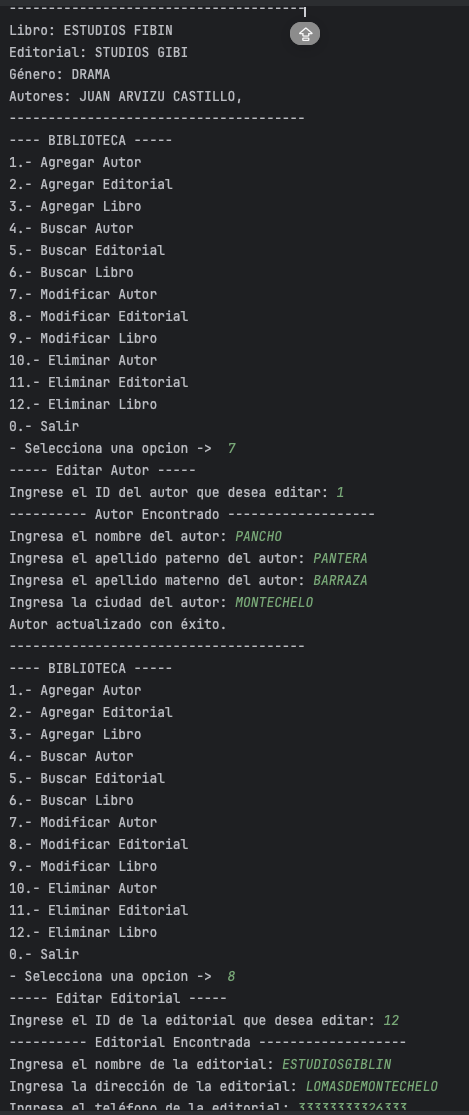 --------------------------------------
Libro: ESTUDIOS FIBIN
Editorial: STUDIOS GIBI
Género: DRAMA
Autores: JUAN ARVIZU CASTILLO,
--------------------------------------
---- BIBLIOTECA -----
1.- Agregar Autor
2.- Agregar Editorial
3.- Agregar Libro
4.- Buscar Autor
5.- Buscar Editorial
6.- Buscar Libro
7.- Modificar Autor
8.- Modificar Editorial
9.- Modificar Libro
10.- Eliminar Autor
11.- Eliminar Editorial
12.- Eliminar Libro
0.- Salir
- Selecciona una opcion ->  7
----- Editar Autor -----
Ingrese el ID del autor que desea editar: 1
---------- Autor Encontrado -------------------
Ingresa el nombre del autor: PANCHO
Ingresa el apellido paterno del autor: PANTERA
Ingresa el apellido materno del autor: BARRAZA
Ingresa la ciudad del autor: MONTECHELO
Autor actualizado con éxito.
--------------------------------------
---- BIBLIOTECA -----
1.- Agregar Autor
2.- Agregar Editorial
3.- Agregar Libro
4.- Buscar Autor
5.- Buscar Editorial
6.- Buscar Libro
7.- Modificar Autor
8.- Modificar Editorial
9.- Modificar Libro
10.- Eliminar Autor
11.- Eliminar Editorial
12.- Eliminar Libro
0.- Salir
- Selecciona una opcion ->  8
----- Editar Editorial -----
Ingrese el ID de la editorial que desea editar: 12
---------- Editorial Encontrada -------------------
Ingresa el nombre de la editorial: ESTUDIOSGIBLIN
Ingresa la dirección de la editorial: LOMASDEMONTECHELO
Ingresa el teléfono de la editorial: